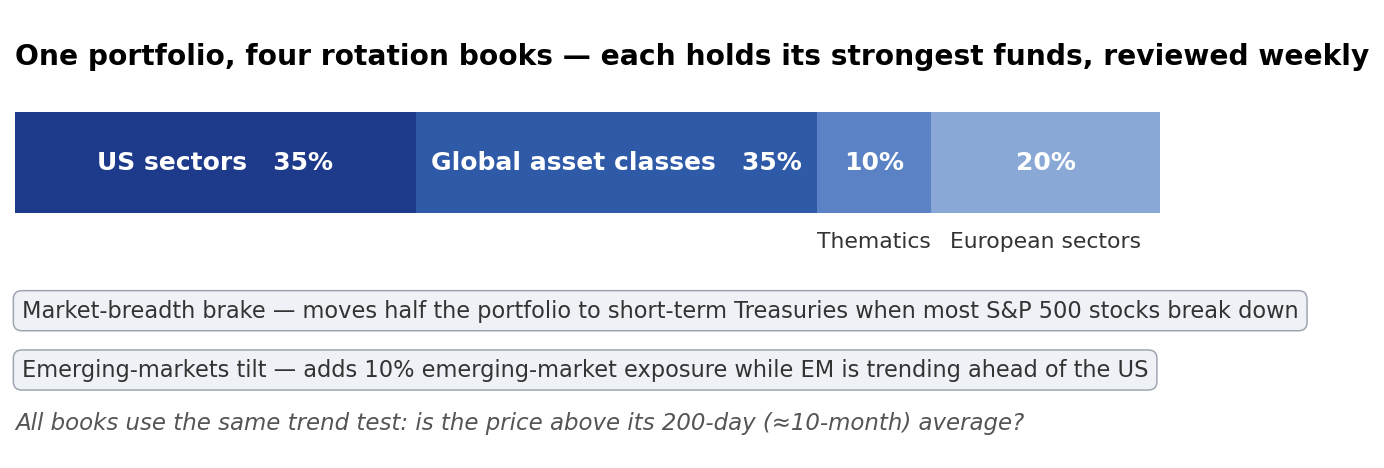 One portfolio, four rotation books — each holds its strongest funds, reviewed weekly
US sectors 35%
Global asset classes 35%
10%
20%
Thematics
European sectors
Market-breadth brake — moves half the portfolio to short-term Treasuries when most S&P 500 stocks break down
Emerging-markets tilt — adds 10% emerging-market exposure while EM is trending ahead of the US
All books use the same trend test: is the price above its 200-day (≈10-month) average?